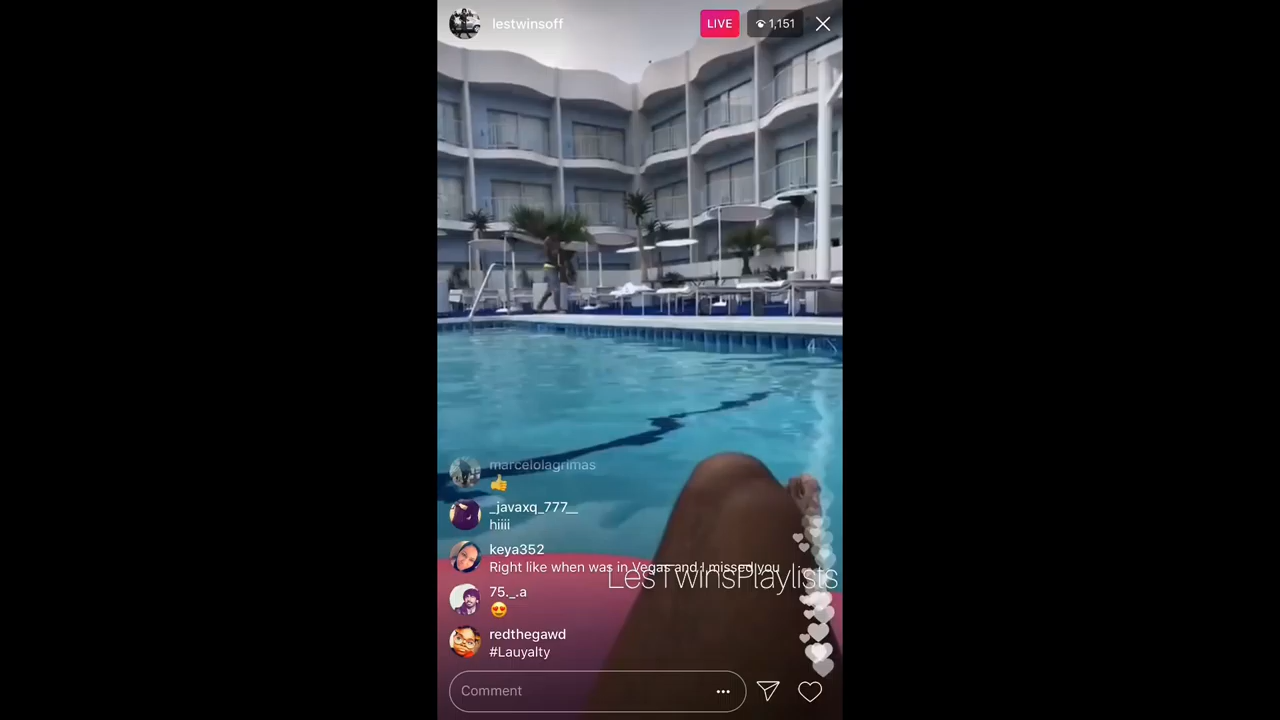 lestwinsoff
LIVE
1,151
marcelolagrimas
👍
_javaxq_777__
hiiii
keya352
Right like when was in Vegas and I missed you
LesTwinsPlaylists
75._.a
😍
redthegawd
#Lauyalty
Comment